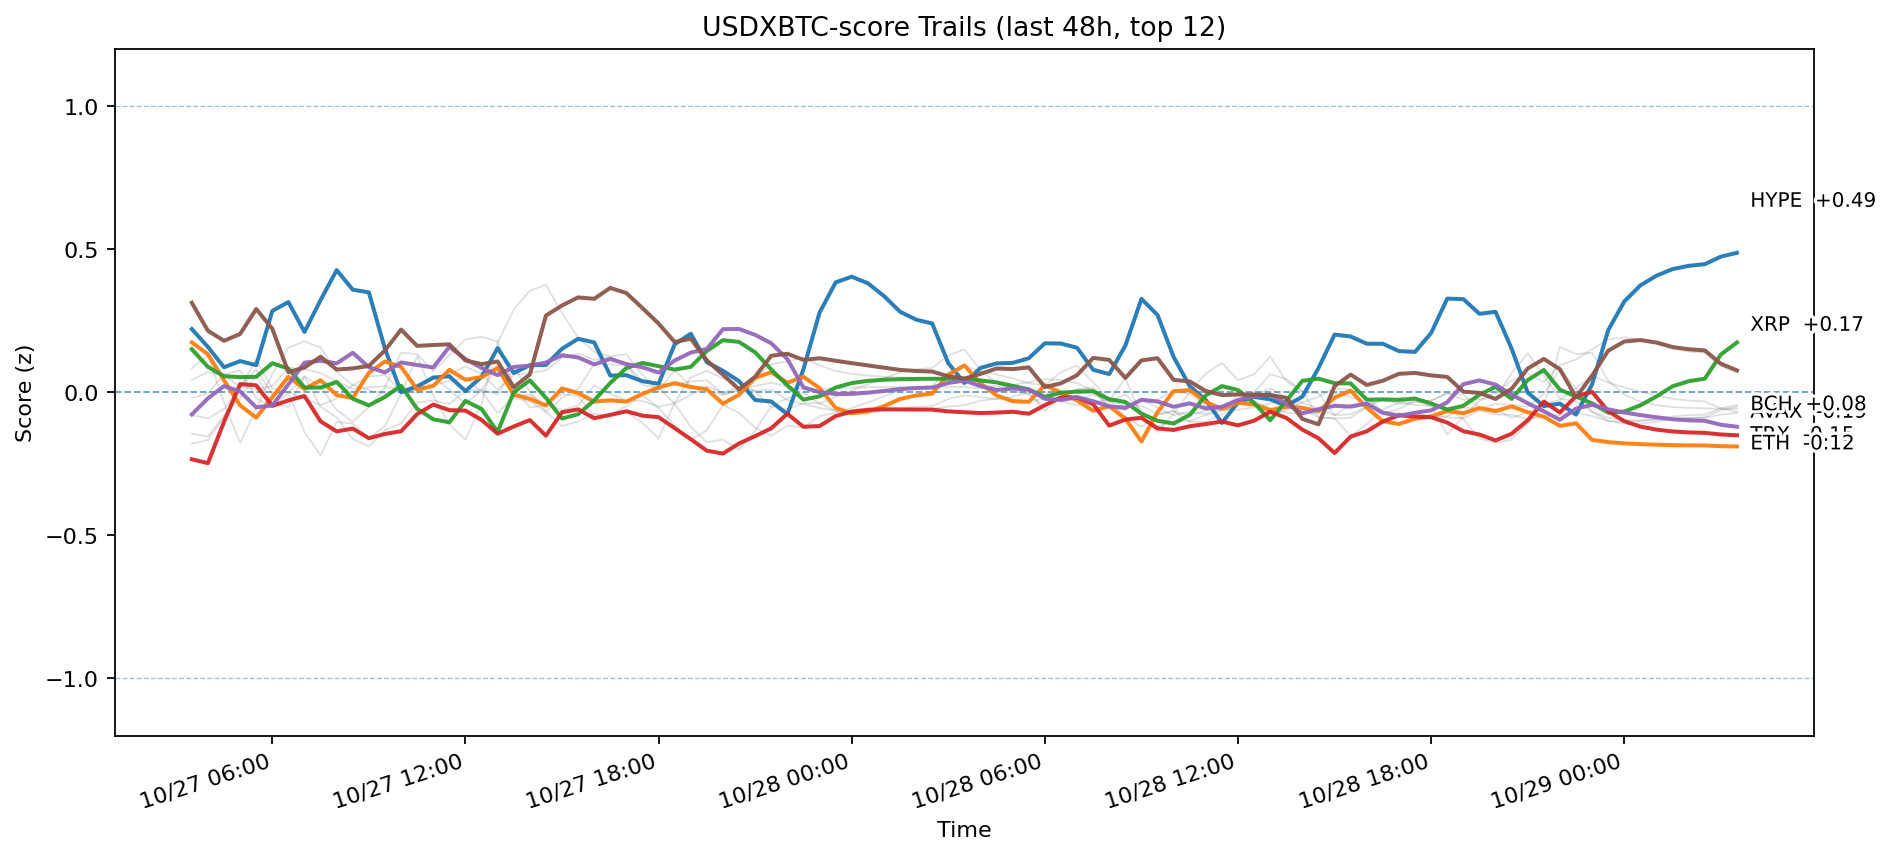 USDXBTC-score Trails (last 48h, top 12)
Score (z)
1.0
0.5
0.0
−0.5
−1.0
HYPE +0.49
XRP +0.17
BCH +0.08
AVAX
ETH -0.12
10/27 06:00
10/27 12:00
10/27 18:00
10/28 00:00
10/28 06:00
10/28 12:00
10/28 18:00
10/29 00:00
Time